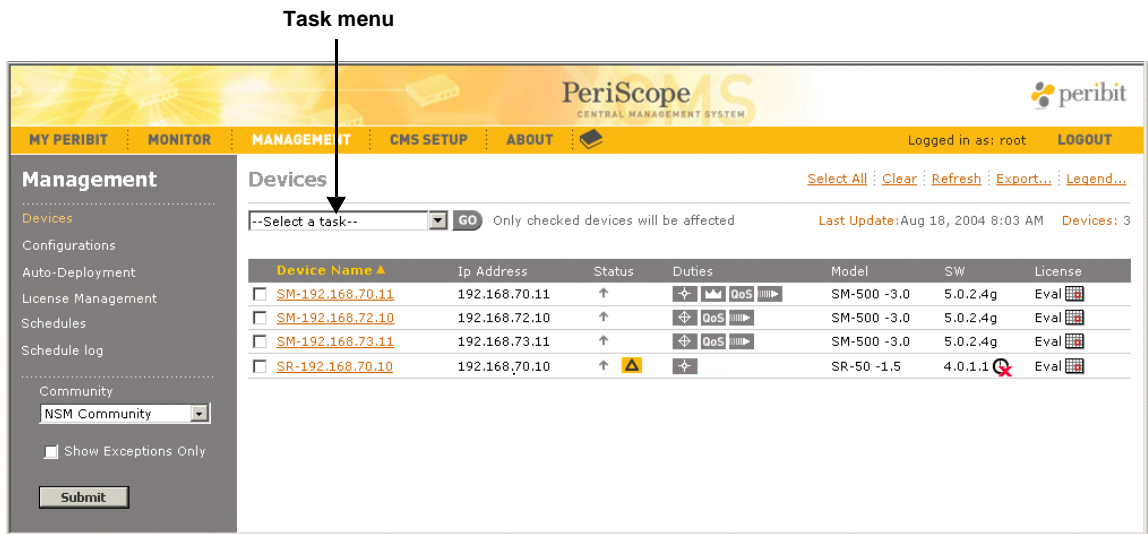 Task menu
PeriScope
CENTRAL MANAGEMENT SYSTEM
CMS
peribit
MY PERIBIT MONITOR MANAGEMENT CMS SETUP ABOUT Logged in as: root LOGOUT
Management
Devices
Configurations
Auto-Deployment
License Management
Schedules
Schedule log
Community
NSM Community
Show Exceptions Only
Submit
Devices Select All Clear Refresh Export... Legend...
--Select a task-- GO Only checked devices will be affected Last Update:Aug 18, 2004 8:03 AM Devices: 3
Device Name Ip Address Status Duties Model SW License
SM-192.168.70.11 192.168.70.11 QoS SM-500 -3.0 5.0.2.4g Eval
SM-192.168.72.10 192.168.72.10 QoS SM-500 -3.0 5.0.2.4g Eval
SM-192.168.73.11 192.168.73.11 QoS SM-500 -3.0 5.0.2.4g Eval
SR-192.168.70.10 192.168.70.10 SR-50 -1.5 4.0.1.1 Eval